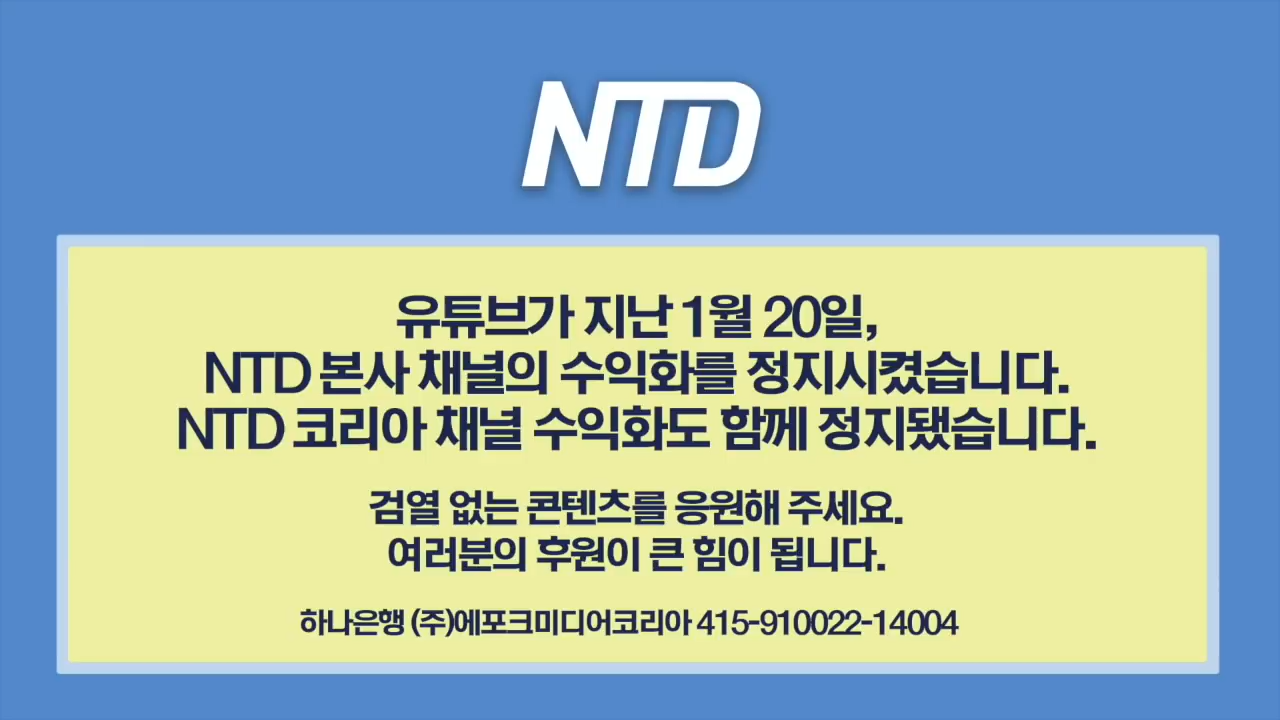 NTD
유튜브가 지난 1월 20일,
NTD 본사 채널의 수익화를 정지시켰습니다.
NTD 코리아 채널 수익화도 함께 정지됐습니다.
검열 없는 콘텐츠를 응원해 주세요.
여러분의 후원이 큰 힘이 됩니다.
하나은행 (주)에포크미디어코리아 415-910022-14004